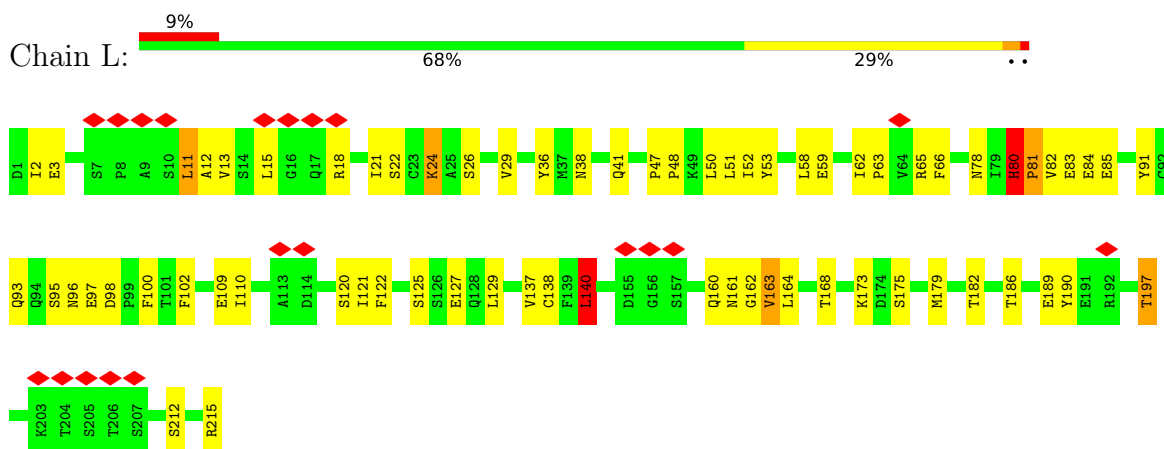 9%
Chain L:
68% 29% • •
D1 I2 E3 S7 P8 A9 S10 L11 A12 V13 S14 L15 G16 Q17 R18 I21 S22 C23 K24 A25 S26 V29 Y36 M37 N38 Q41 P47 P48 K49 L50 L51 I52 Y53 L58 E59 I62 P63 V64 R65 F66 N78 I79 H80 P81 V82 E83 E84 E85 Y91 C92
Q93 Q94 S95 N96 E97 D98 P99 F100 T101 F102 E109 I110 A113 D114 S120 I121 F122 S125 S126 E127 Q128 L129 V137 C138 F139 L140 D155 G156 S157 Q160 N161 G162 V163 L164 T168 K173 D174 S175 M179 T182 T186 E189 Y190 E191 R192 T197
K203 T204 S205 T206 S207 S212 R215